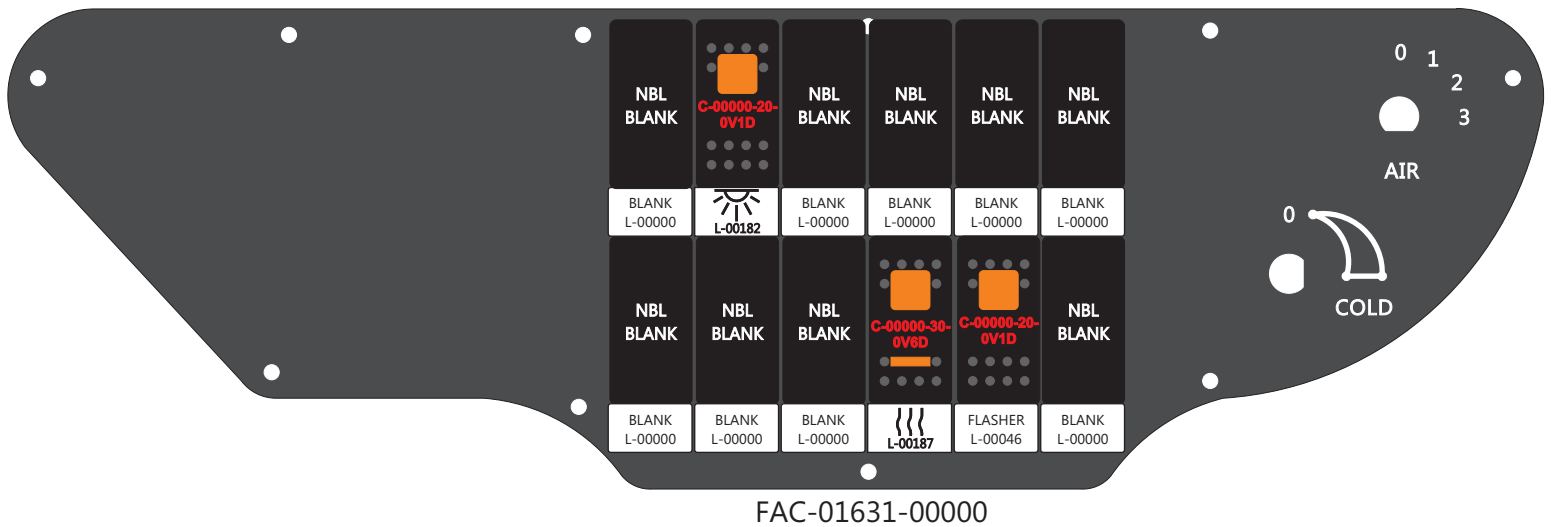 NBL
BLANK
C-00000-20-
0V1D
NBL
BLANK
NBL
BLANK
NBL
BLANK
NBL
BLANK
BLANK
L-00000
L-00182
BLANK
L-00000
BLANK
L-00000
BLANK
L-00000
BLANK
L-00000
NBL
BLANK
NBL
BLANK
NBL
BLANK
C-00000-30-
0V6D
C-00000-20-
0V1D
NBL
BLANK
BLANK
L-00000
BLANK
L-00000
BLANK
L-00000
L-00187
FLASHER
L-00046
BLANK
L-00000
0
1
2
3
AIR
0
COLD
FAC-01631-00000